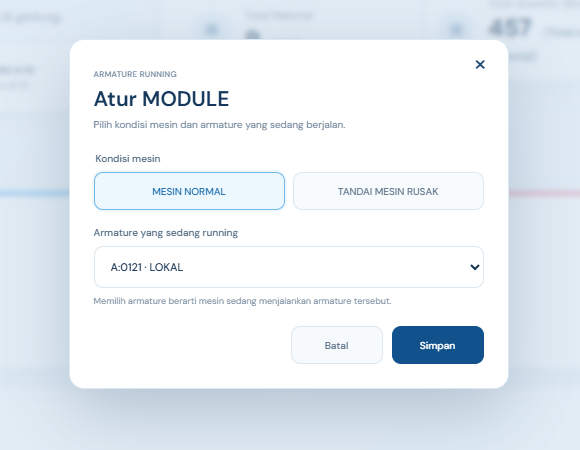 457
ARMATURE RUNNING
Atur MODULE
Pilih kondisi mesin dan armature yang sedang berjalan.
Kondisi mesin
MESIN NORMAL
TANDAI MESIN RUSAK
Armature yang sedang running
A:0121 · LOKAL
Memilih armature berarti mesin sedang menjalankan armature tersebut.
Batal
Simpan